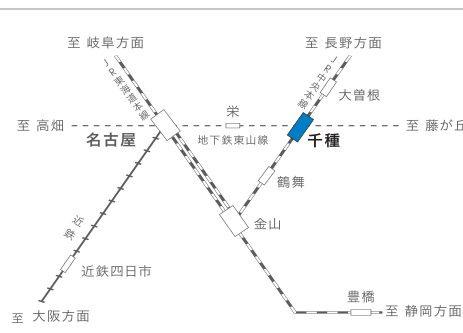 至 岐阜方面
至 長野方面
JR東海道本線
JR中央本線
大曽根
至 高畑
栄
至 藤が丘
名古屋
地下鉄東山線
千種
鶴舞
近鉄
金山
近鉄四日市
豊橋
至 大阪方面
至 静岡方面